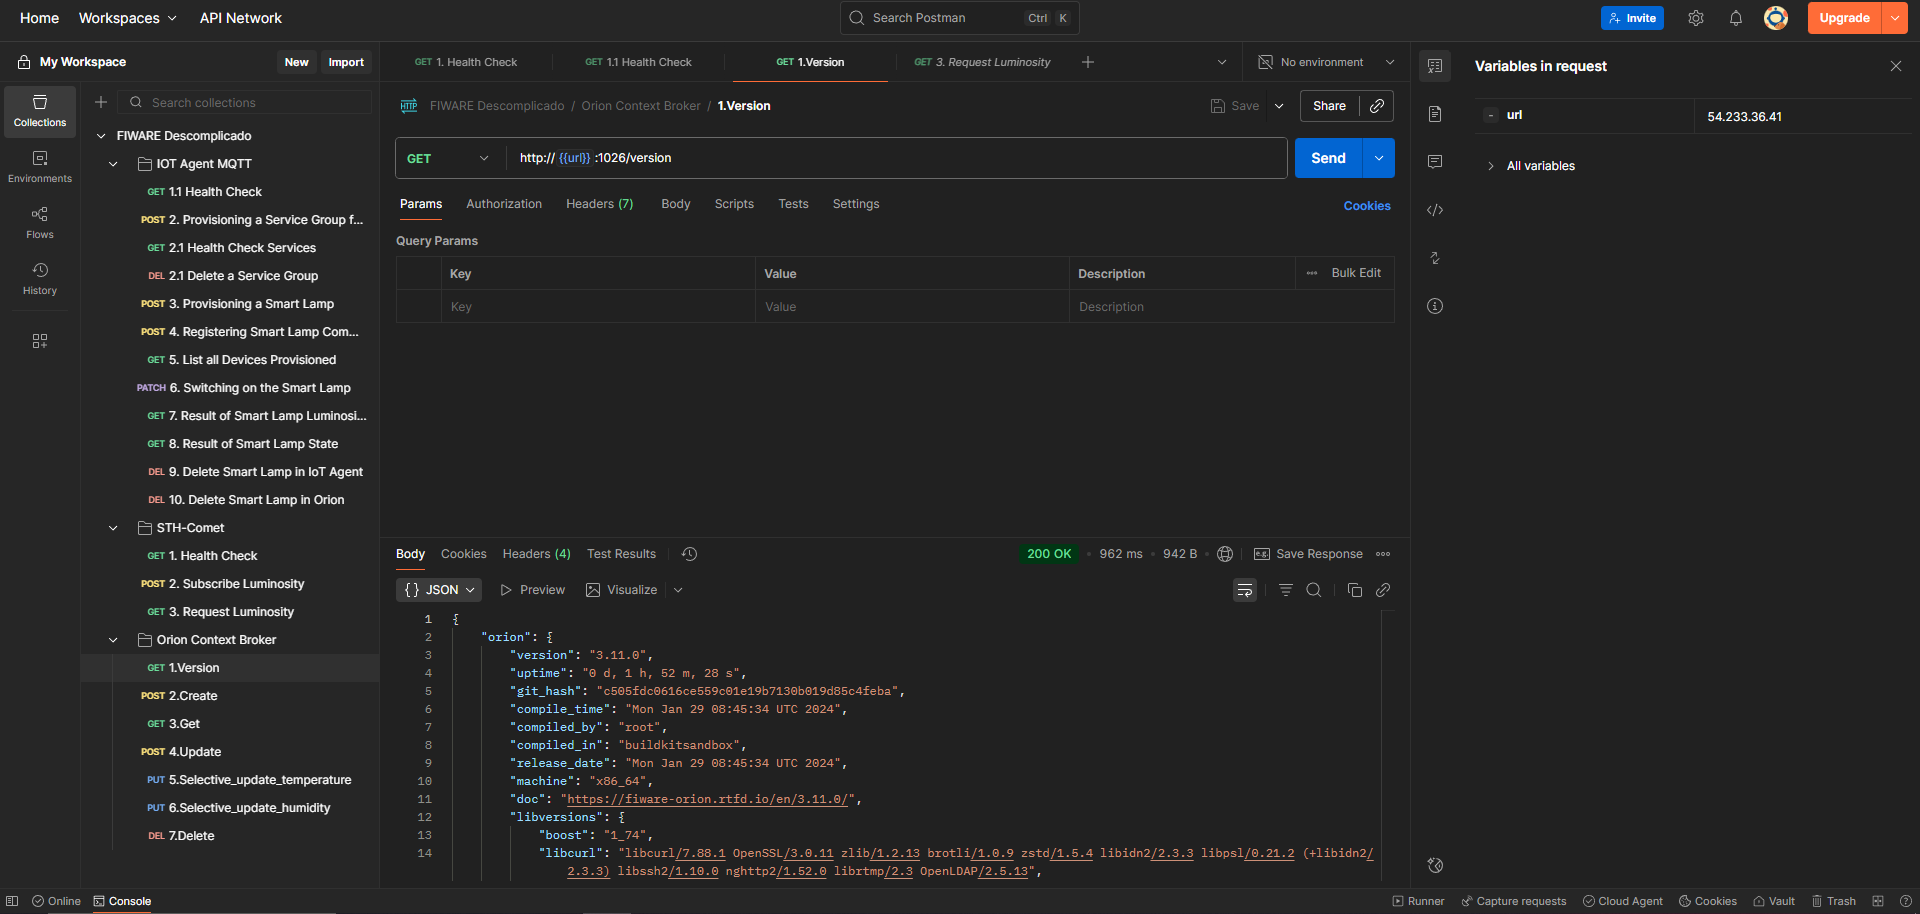 Home Workspaces API Network Search Postman Ctrl K Invite Upgrade
My Workspace New Import
GET 1. Health Check GET 1.1 Health Check GET 1.Version GET 3. Request Luminosity No environment
Variables in request
Collections
Environments
Flows
History
Search collections
FIWARE Descomplicado
IOT Agent MQTT
GET 1.1 Health Check
POST 2. Provisioning a Service Group f...
GET 2.1 Health Check Services
DEL 2.1 Delete a Service Group
POST 3. Provisioning a Smart Lamp
POST 4. Registering Smart Lamp Com...
GET 5. List all Devices Provisioned
PATCH 6. Switching on the Smart Lamp
GET 7. Result of Smart Lamp Luminosi...
GET 8. Result of Smart Lamp State
DEL 9. Delete Smart Lamp in IoT Agent
DEL 10. Delete Smart Lamp in Orion
STH-Comet
GET 1. Health Check
POST 2. Subscribe Luminosity
GET 3. Request Luminosity
Orion Context Broker
GET 1.Version
POST 2.Create
GET 3.Get
POST 4.Update
PUT 5.Selective_update_temperature
PUT 6.Selective_update_humidity
DEL 7.Delete
HTTP FIWARE Descomplicado / Orion Context Broker / 1.Version Save Share
GET http:// {{url}} :1026/version Send
Params Authorization Headers (7) Body Scripts Tests Settings Cookies
Query Params
Key Value Description Bulk Edit
Key Value Description
url 54.233.36.41
All variables
Body Cookies Headers (4) Test Results 200 OK 962 ms 942 B e.g. Save Response
{} JSON Preview Visualize
1 {
2 "orion": {
3 "version": "3.11.0",
4 "uptime": "0 d, 1 h, 52 m, 28 s",
5 "git_hash": "c505fdc0616ce559c01e19b7130b019d85c4feba",
6 "compile_time": "Mon Jan 29 08:45:34 UTC 2024",
7 "compiled_by": "root",
8 "compiled_in": "buildkitsandbox",
9 "release_date": "Mon Jan 29 08:45:34 UTC 2024",
10 "machine": "x86_64",
11 "doc": "https://fiware-orion.rtfd.io/en/3.11.0/",
12 "libversions": {
13 "boost": "1_74",
14 "libcurl": "libcurl/7.88.1 OpenSSL/3.0.11 zlib/1.2.13 brotli/1.0.9 zstd/1.5.4 libidn2/2.3.3 libpsl/0.21.2 (+libidn2/
2.3.3) libssh2/1.10.0 nghttp2/1.52.0 librtmp/2.3 OpenLDAP/2.5.13",
Online Console Runner Capture requests Cloud Agent Cookies Vault Trash